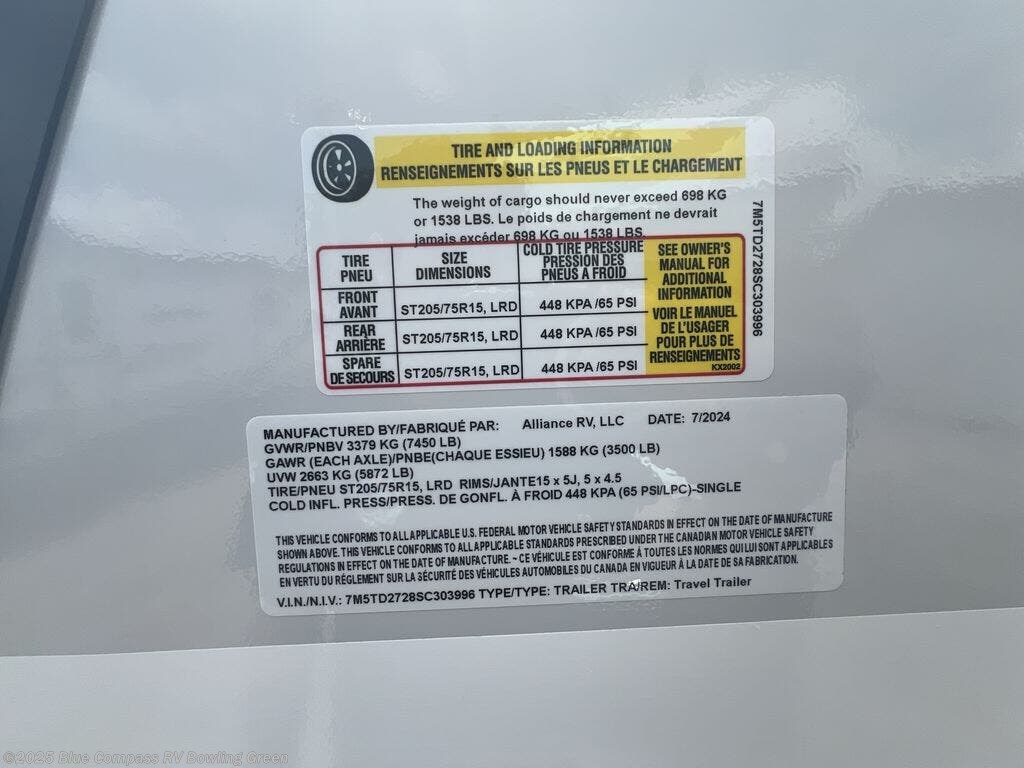 TIRE AND LOADING INFORMATION
RENSEIGNEMENTS SUR LES PNEUS ET LE CHARGEMENT
The weight of cargo should never exceed 698 KG
or 1538 LBS. Le poids de chargement ne devrait
jamais excéder 698 KG ou 1538 LBS.
TIRE PNEU SIZE DIMENSIONS COLD TIRE PRESSURE PRESSION DES PNEUS A FROID
FRONT AVANT ST205/75R15, LRD 448 KPA /65 PSI
REAR ARRIÈRE ST205/75R15, LRD 448 KPA /65 PSI
SPARE DE SECOURS ST205/75R15, LRD 448 KPA /65 PSI
SEE OWNER'S
MANUAL FOR
ADDITIONAL
INFORMATION
VOIR LE MANUEL
DE L'USAGER
POUR PLUS DE
RENSEIGNEMENTS
KX2002
7M5TD2728SC303996
MANUFACTURED BY/FABRIQUÉ PAR: Alliance RV, LLC DATE: 7/2024
GVWR/PNBV 3379 KG (7450 LB)
GAWR (EACH AXLE)/PNBE(CHAQUE ESSIEU) 1588 KG (3500 LB)
UVW 2663 KG (5872 LB)
TIRE/PNEU ST205/75R15, LRD RIMS/JANTE15 x 5J, 5 x 4.5
COLD INFL. PRESS/PRESS. DE GONFL. À FROID 448 KPA (65 PSI/LPC)-SINGLE
THIS VEHICLE CONFORMS TO ALL APPLICABLE U.S. FEDERAL MOTOR VEHICLE SAFETY STANDARDS IN EFFECT ON THE DATE OF MANUFACTURE
SHOWN ABOVE. THIS VEHICLE CONFORMS TO ALL APPLICABLE STANDARDS PRESCRIBED UNDER THE CANADIAN MOTOR VEHICLE SAFETY
REGULATIONS IN EFFECT ON THE DATE OF MANUFACTURE. ~ CE VÉHICULE EST CONFORME À TOUTES LES NORMES QUI LUI SONT APPLICABLES
EN VERTU DU RÉGLEMENT SUR LA SÉCURITÉ DES VÉHICULES AUTOMOBILES DU CANADA EN VIGUEUR À LA DATE DE SA FABRICATION.
V.I.N./N.I.V.: 7M5TD2728SC303996 TYPE/TYPE: TRAILER TRA/REM: Travel Trailer
©2025 Blue Compass RV Bowling Green